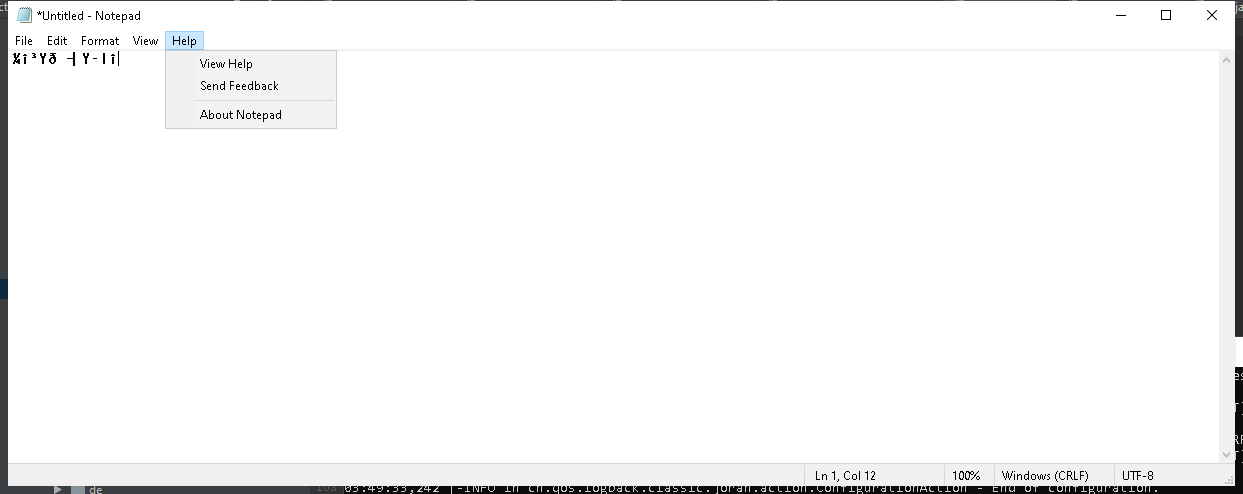 *Untitled - Notepad
File Edit Format View Help
View Help
Send Feedback
About Notepad
Ln 1, Col 12 100% Windows (CRLF) UTF-8
de
03:49:33,242 |-INFO in ch.qos.logback.classic.joran.action.ConfigurationAction - End of configuration.